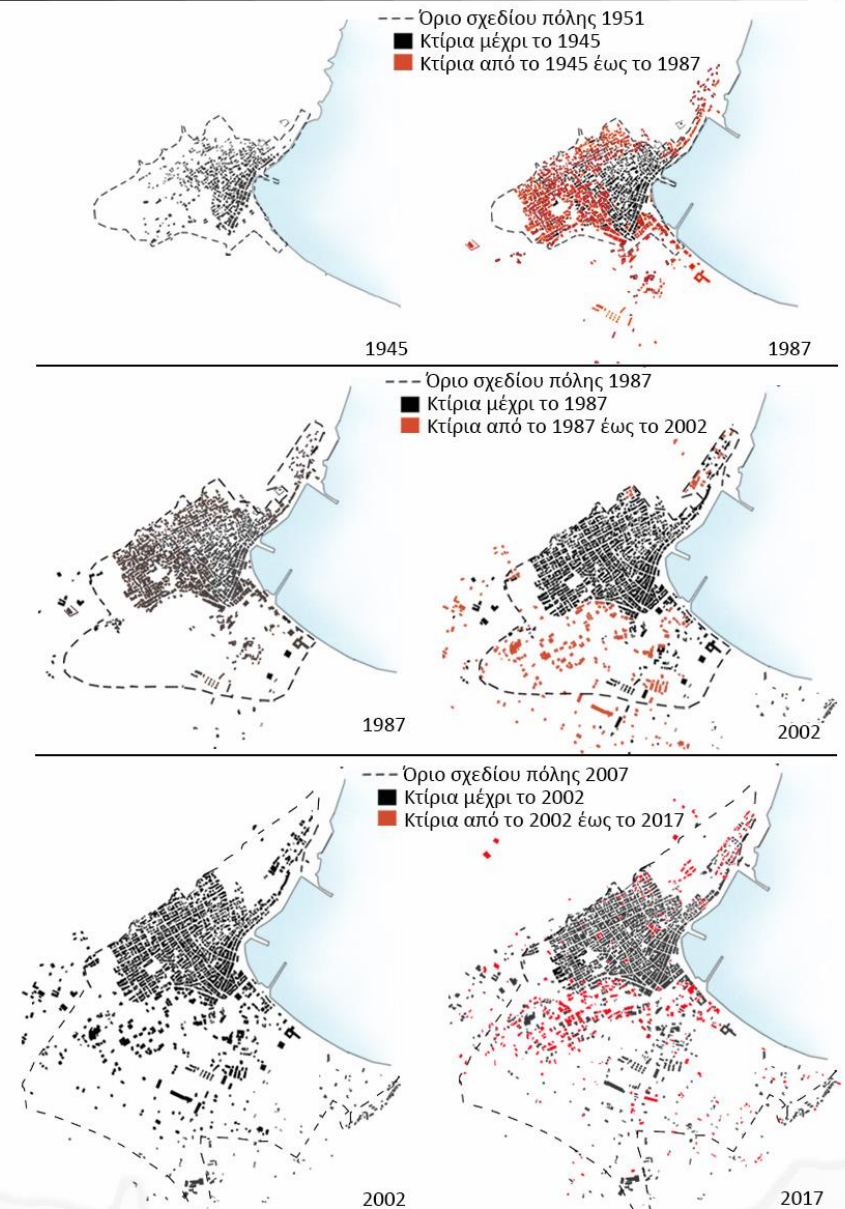 Όριο σχεδίου πόλης 1951
Κτίρια μέχρι το 1945
Κτίρια από το 1945 έως το 1987
1945
1987
Όριο σχεδίου πόλης 1987
Κτίρια μέχρι το 1987
Κτίρια από το 1987 έως το 2002
1987
2002
Όριο σχεδίου πόλης 2007
Κτίρια μέχρι το 2002
Κτίρια από το 2002 έως το 2017
2002
2017